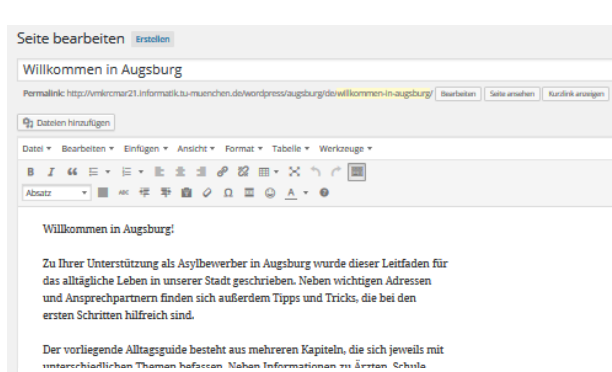 Seite bearbeiten Erstellen
Willkommen in Augsburg
Permalink: http://vmkrcmar21.informatik.tu-muenchen.de/wordpress/augsburg/de/willkommen-in-augsburg/ Bearbeiten Seite ansehen Kurzlink anzeigen
Dateien hinzufügen
Datei Bearbeiten Einfügen Ansicht Format Tabelle Werkzeuge
B I
Absatz ABC Ω A
Willkommen in Augsburg!
Zu Ihrer Unterstützung als Asylbewerber in Augsburg wurde dieser Leitfaden für
das alltägliche Leben in unserer Stadt geschrieben. Neben wichtigen Adressen
und Ansprechpartnern finden sich außerdem Tipps und Tricks, die bei den
ersten Schritten hilfreich sind.
Der vorliegende Alltagsguide besteht aus mehreren Kapiteln, die sich jeweils mit
unterschiedlichen Themen befassen. Neben Informationen zu Ärzten, Schule